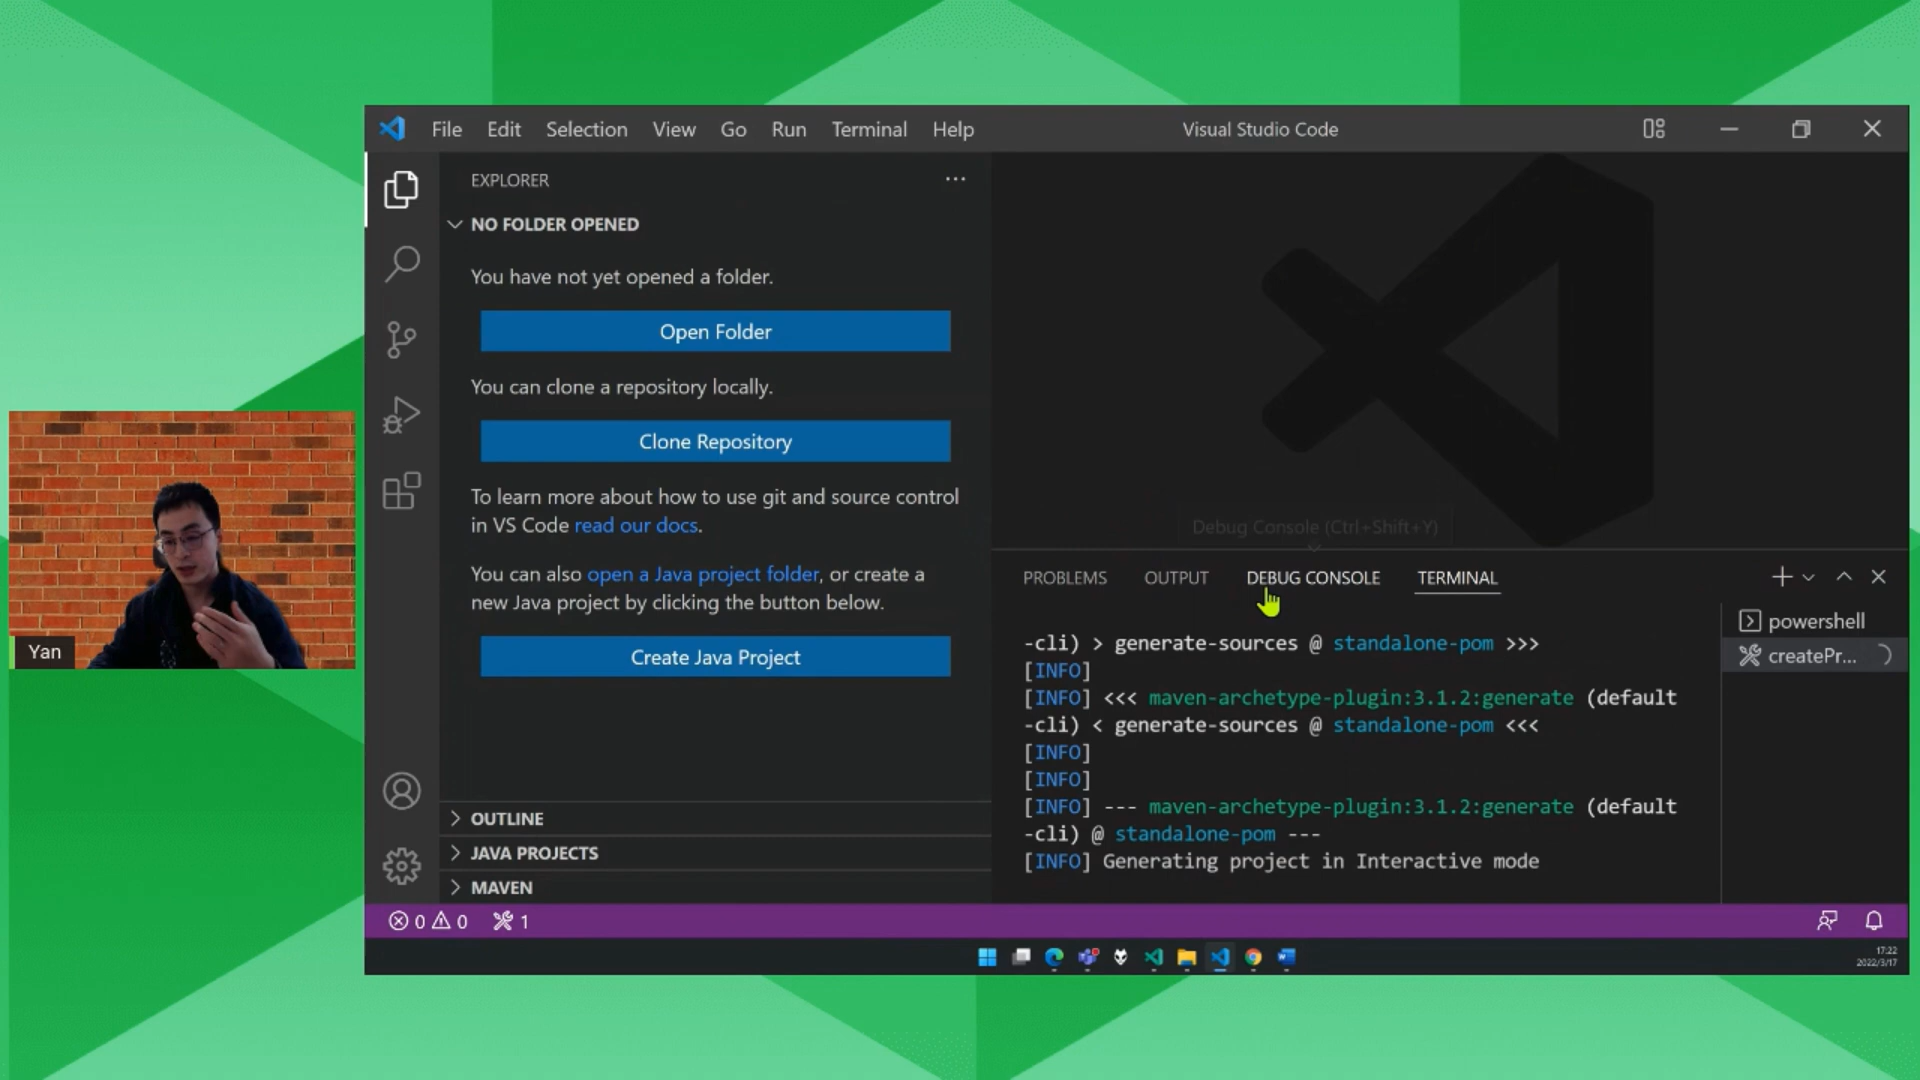 File Edit Selection View Go Run Terminal Help
Visual Studio Code
EXPLORER
NO FOLDER OPENED
You have not yet opened a folder.
Open Folder
You can clone a repository locally.
Clone Repository
To learn more about how to use git and source control
in VS Code read our docs.
You can also open a Java project folder, or create a
new Java project by clicking the button below.
Create Java Project
OUTLINE
JAVA PROJECTS
MAVEN
Debug Console (Ctrl+Shift+Y)
PROBLEMS OUTPUT DEBUG CONSOLE TERMINAL
-cli) > generate-sources @ standalone-pom >>>
[INFO]
[INFO] <<< maven-archetype-plugin:3.1.2:generate (default
-cli) < generate-sources @ standalone-pom <<<
[INFO]
[INFO]
[INFO] --- maven-archetype-plugin:3.1.2:generate (default
-cli) @ standalone-pom ---
[INFO] Generating project in Interactive mode
powershell
createPr...
0 0 1
17:22
2022/3/17
Yan